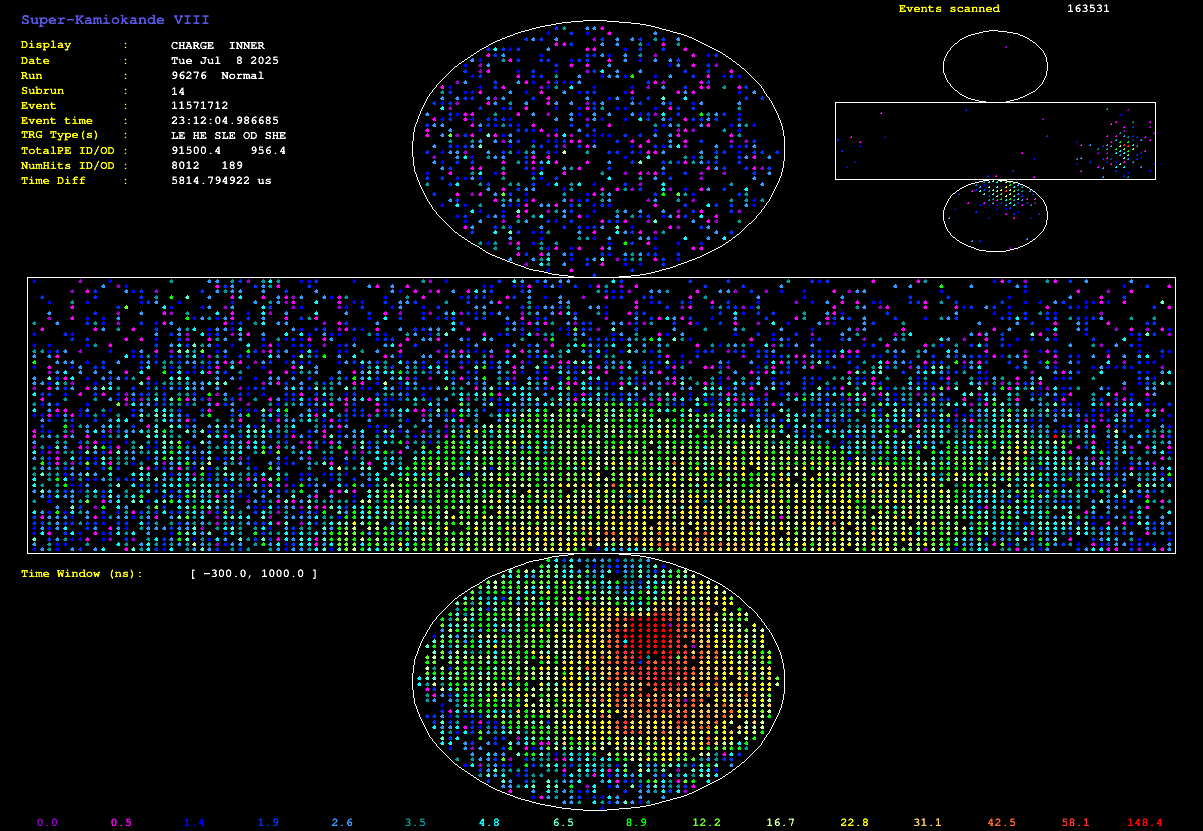 Super-Kamiokande VIII
Events scanned 163531
Display : CHARGE INNER
Date : Tue Jul 8 2025
Run : 96276 Normal
Subrun : 14
Event : 11571712
Event time : 23:12:04.986685
TRG Type(s) : LE HE SLE OD SHE
TotalPE ID/OD : 91500.4 956.4
NumHits ID/OD : 8012 189
Time Diff : 5814.794922 us
Time Window (ns): [ -300.0, 1000.0 ]
0.0 0.5 1.4 1.9 2.6 3.5 4.8 6.5 8.9 12.2 16.7 22.8 31.1 42.5 58.1 148.4